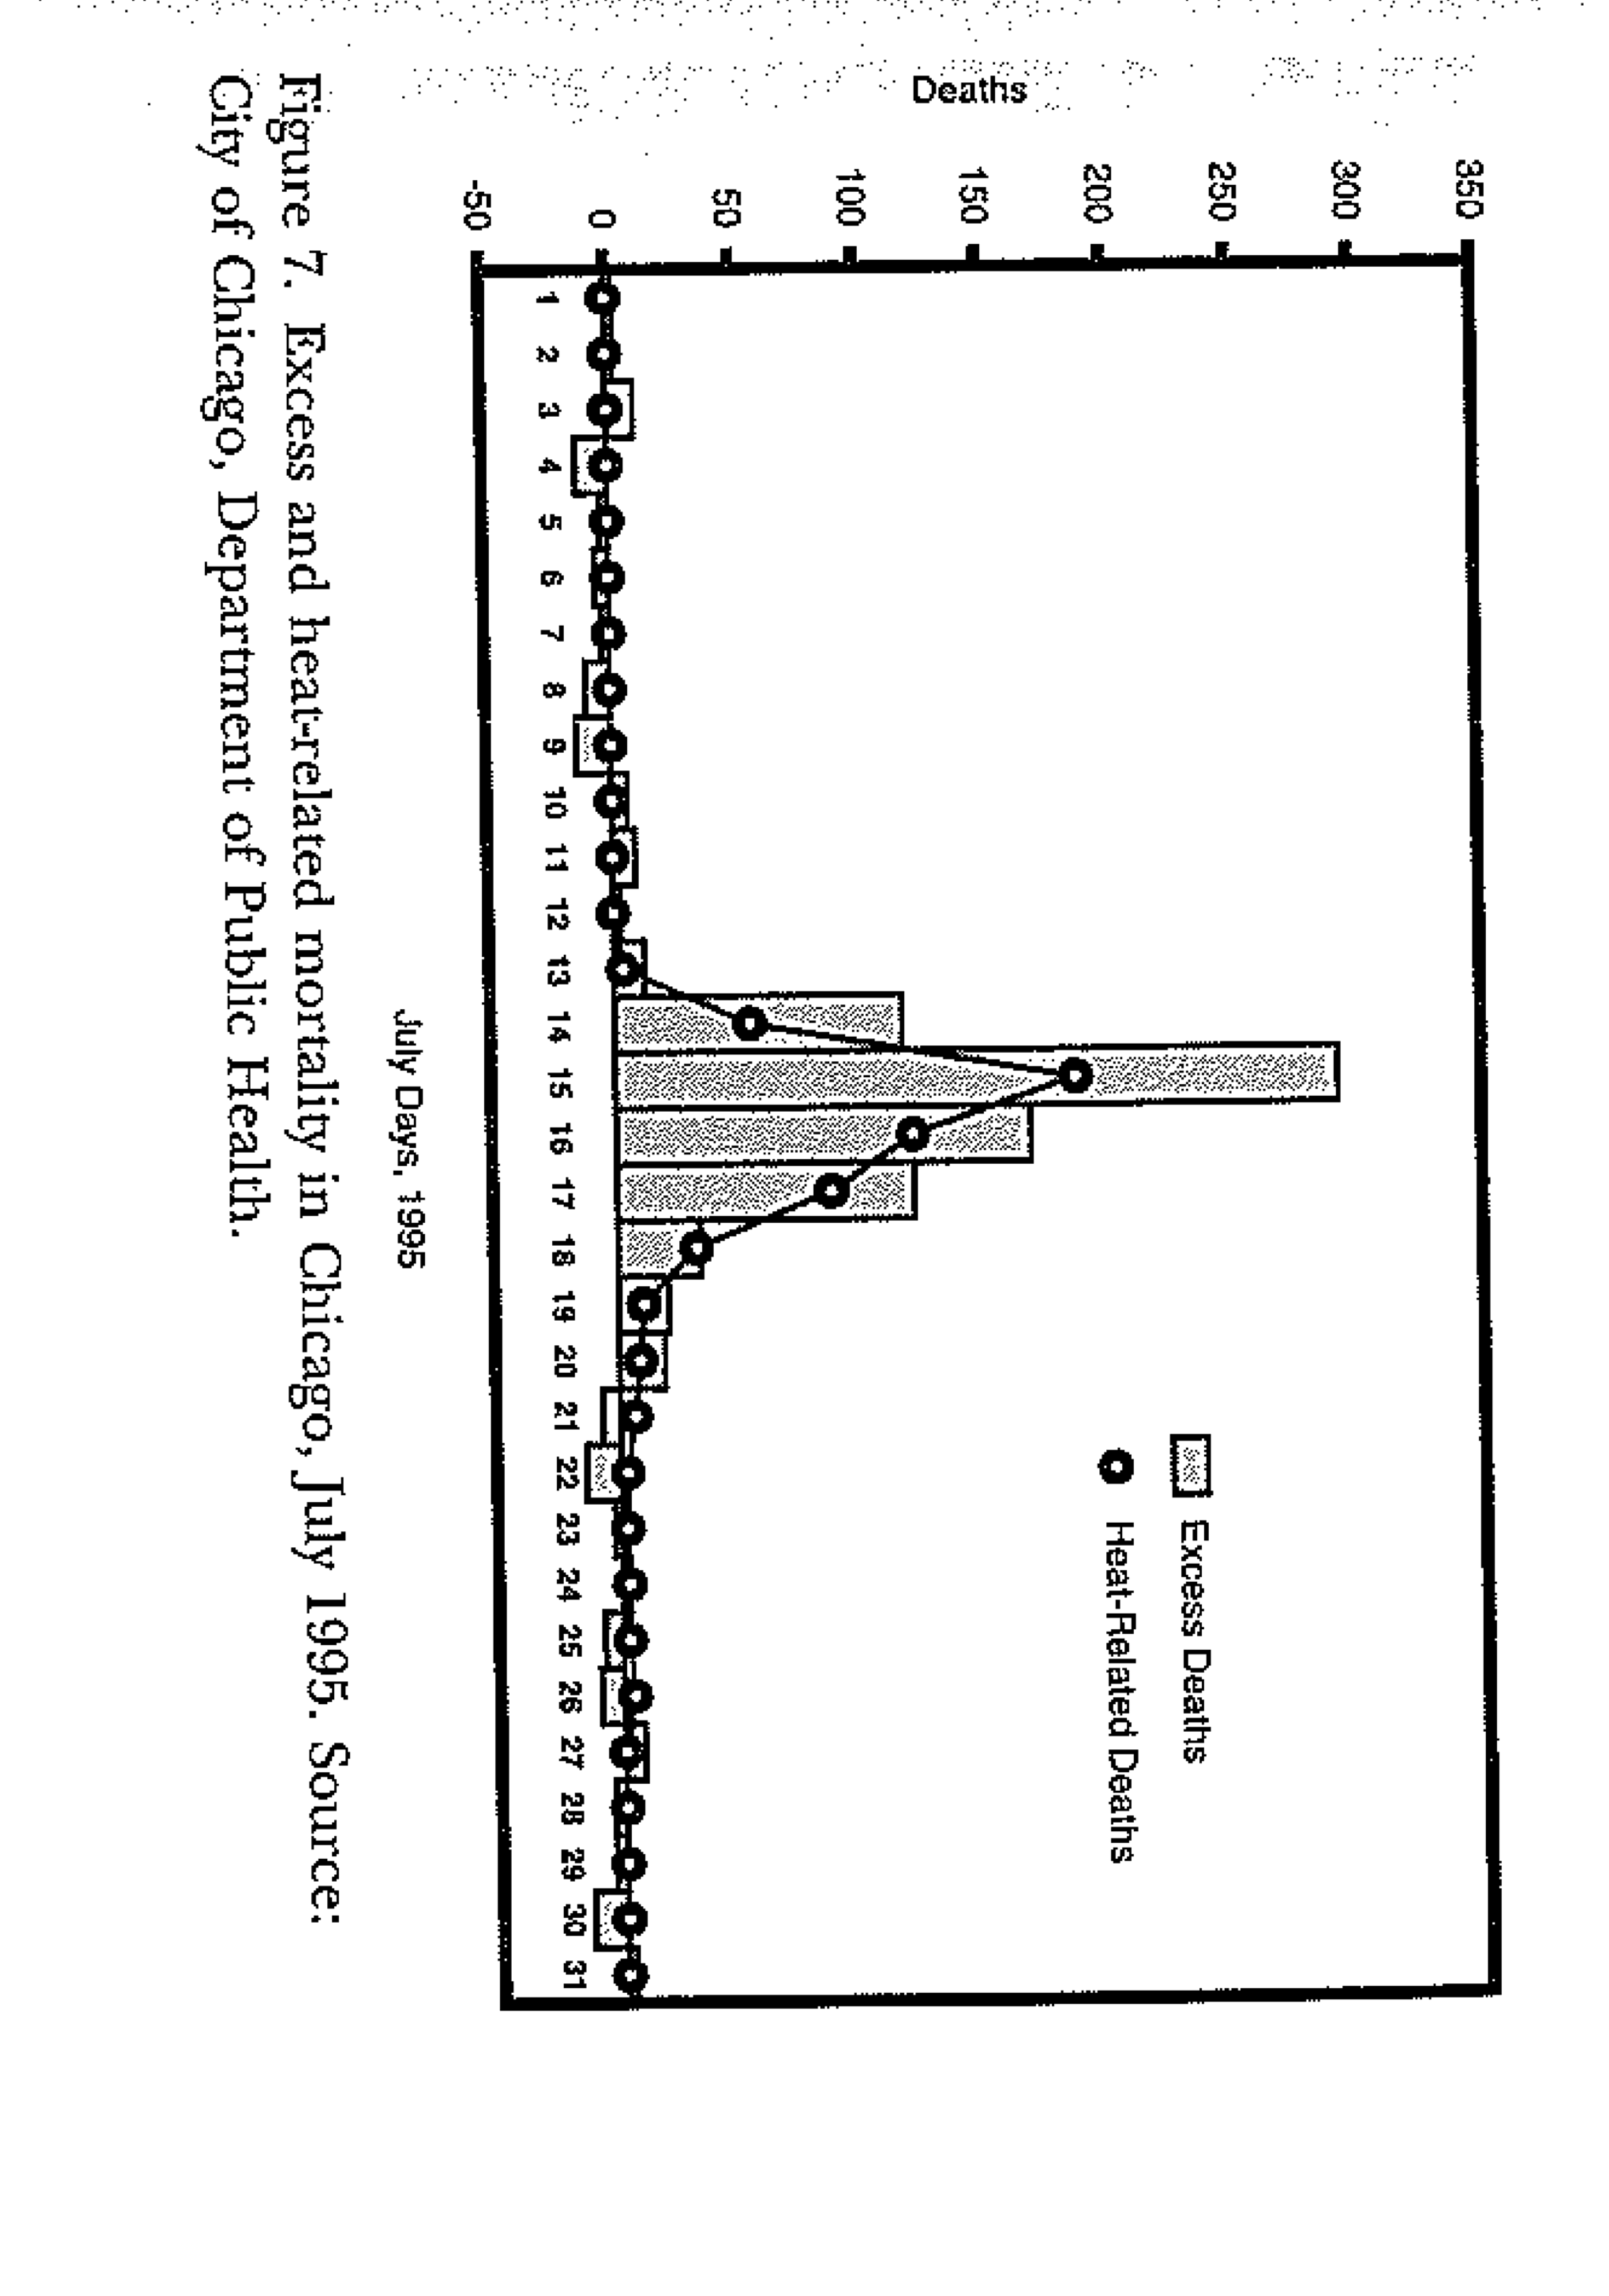 Deaths
350
300
250
200
150
100
50
0
-50
1 2 3 4 5 6 7 8 9 10 11 12 13 14 15 16 17 18 19 20 21 22 23 24 25 26 27 28 29 30 31
Excess Deaths
Heat-Related Deaths
July Days, 1995
Figure 7. Excess and heat-related mortality in Chicago, July 1995. Source:
City of Chicago, Department of Public Health.